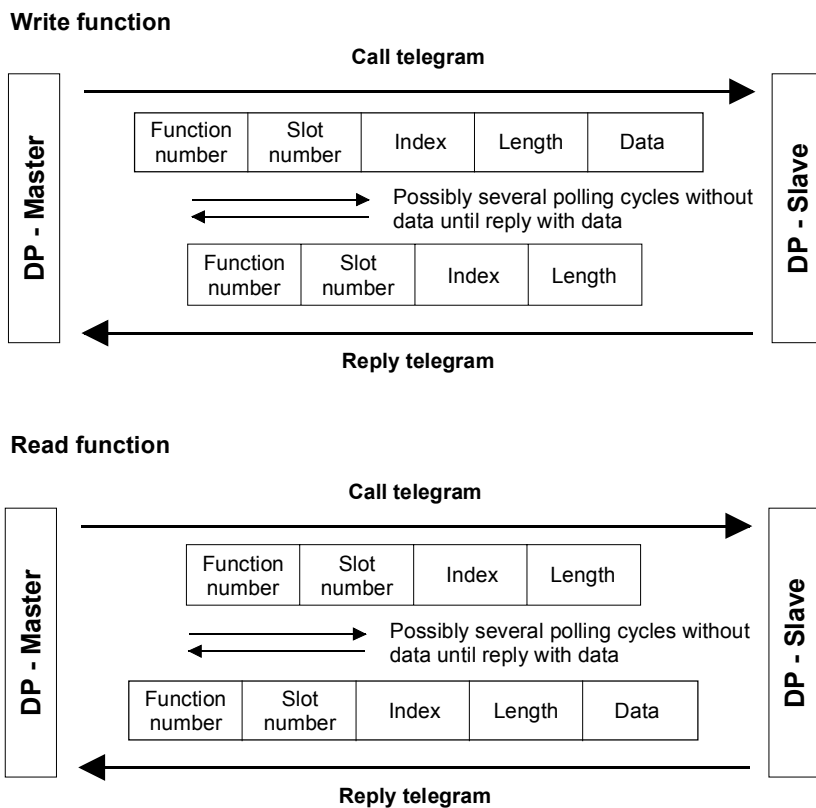 Write function
Call telegram
DP - Master
DP - Slave
Function
number
Slot
number
Index
Length
Data
Possibly several polling cycles without
data until reply with data
Function
number
Slot
number
Index
Length
Reply telegram
Read function
Call telegram
DP - Master
DP - Slave
Function
number
Slot
number
Index
Length
Possibly several polling cycles without
data until reply with data
Function
number
Slot
number
Index
Length
Data
Reply telegram